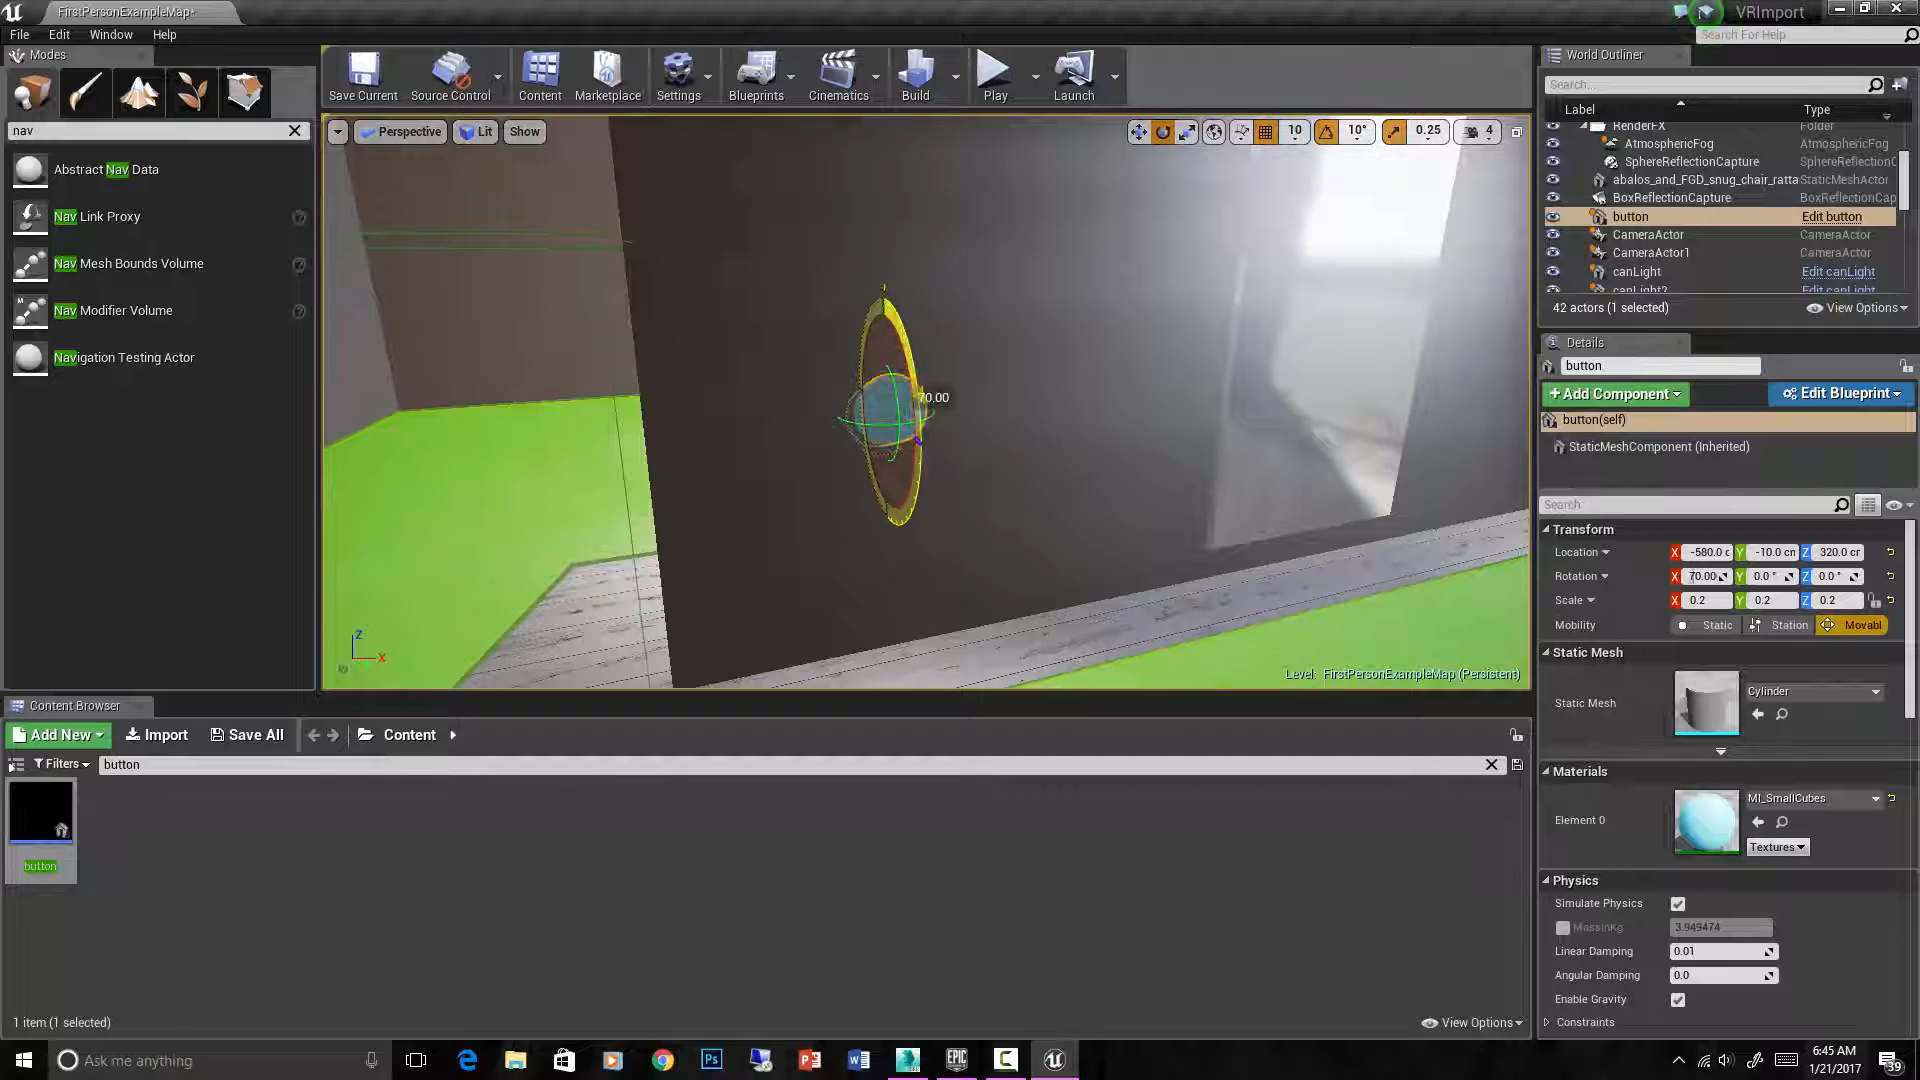 FirstPersonExampleMap*
VRImport
File
Edit
Window
Help
Search For Help
Modes
nav
Abstract Nav Data
Nav Link Proxy
Nav Mesh Bounds Volume
Nav Modifier Volume
Navigation Testing Actor
Save Current
Source Control
Content
Marketplace
Settings
Blueprints
Cinematics
Build
Play
Launch
Perspective
Lit
Show
10
10°
0.25
4
70.00
Z
X
Level: FirstPersonExampleMap (Persistent)
World Outliner
Search...
Label
Type
RenderFX
Folder
AtmosphericFog
AtmosphericFog
SphereReflectionCapture
SphereReflectionC
abalos_and_FGD_snug_chair_ratta
StaticMeshActor
BoxReflectionCapture
BoxReflectionCap
button
Edit button
CameraActor
CameraActor
CameraActor1
CameraActor
canLight
Edit canLight
canLight2
Edit canLight
42 actors (1 selected)
View Options
Details
button
+Add Component
Edit Blueprint
button(self)
StaticMeshComponent (Inherited)
Search
Transform
Location
X
-580.0 c
Y
-10.0 cn
Z
320.0 cr
Rotation
X
70.00
Y
0.0 °
Z
0.0 °
Scale
X
0.2
Y
0.2
Z
0.2
Mobility
Static
Station
Movabl
Static Mesh
Static Mesh
Cylinder
Materials
Element 0
MI_SmallCubes
Textures
Physics
Simulate Physics
MassInKg
3.949474
Linear Damping
0.01
Angular Damping
0.0
Enable Gravity
Constraints
Content Browser
Add New
Import
Save All
Content
Filters
button
button
1 item (1 selected)
View Options
Ask me anything
Ps
EPIC
GAMES
6:45 AM
1/21/2017
39